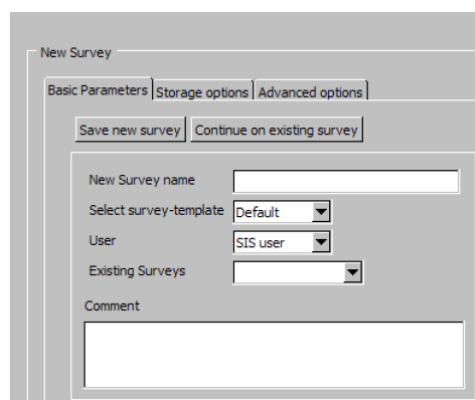 New Survey
Basic Parameters Storage options Advanced options
Save new survey Continue on existing survey
New Survey name
Select survey-template Default
User SIS user
Existing Surveys
Comment